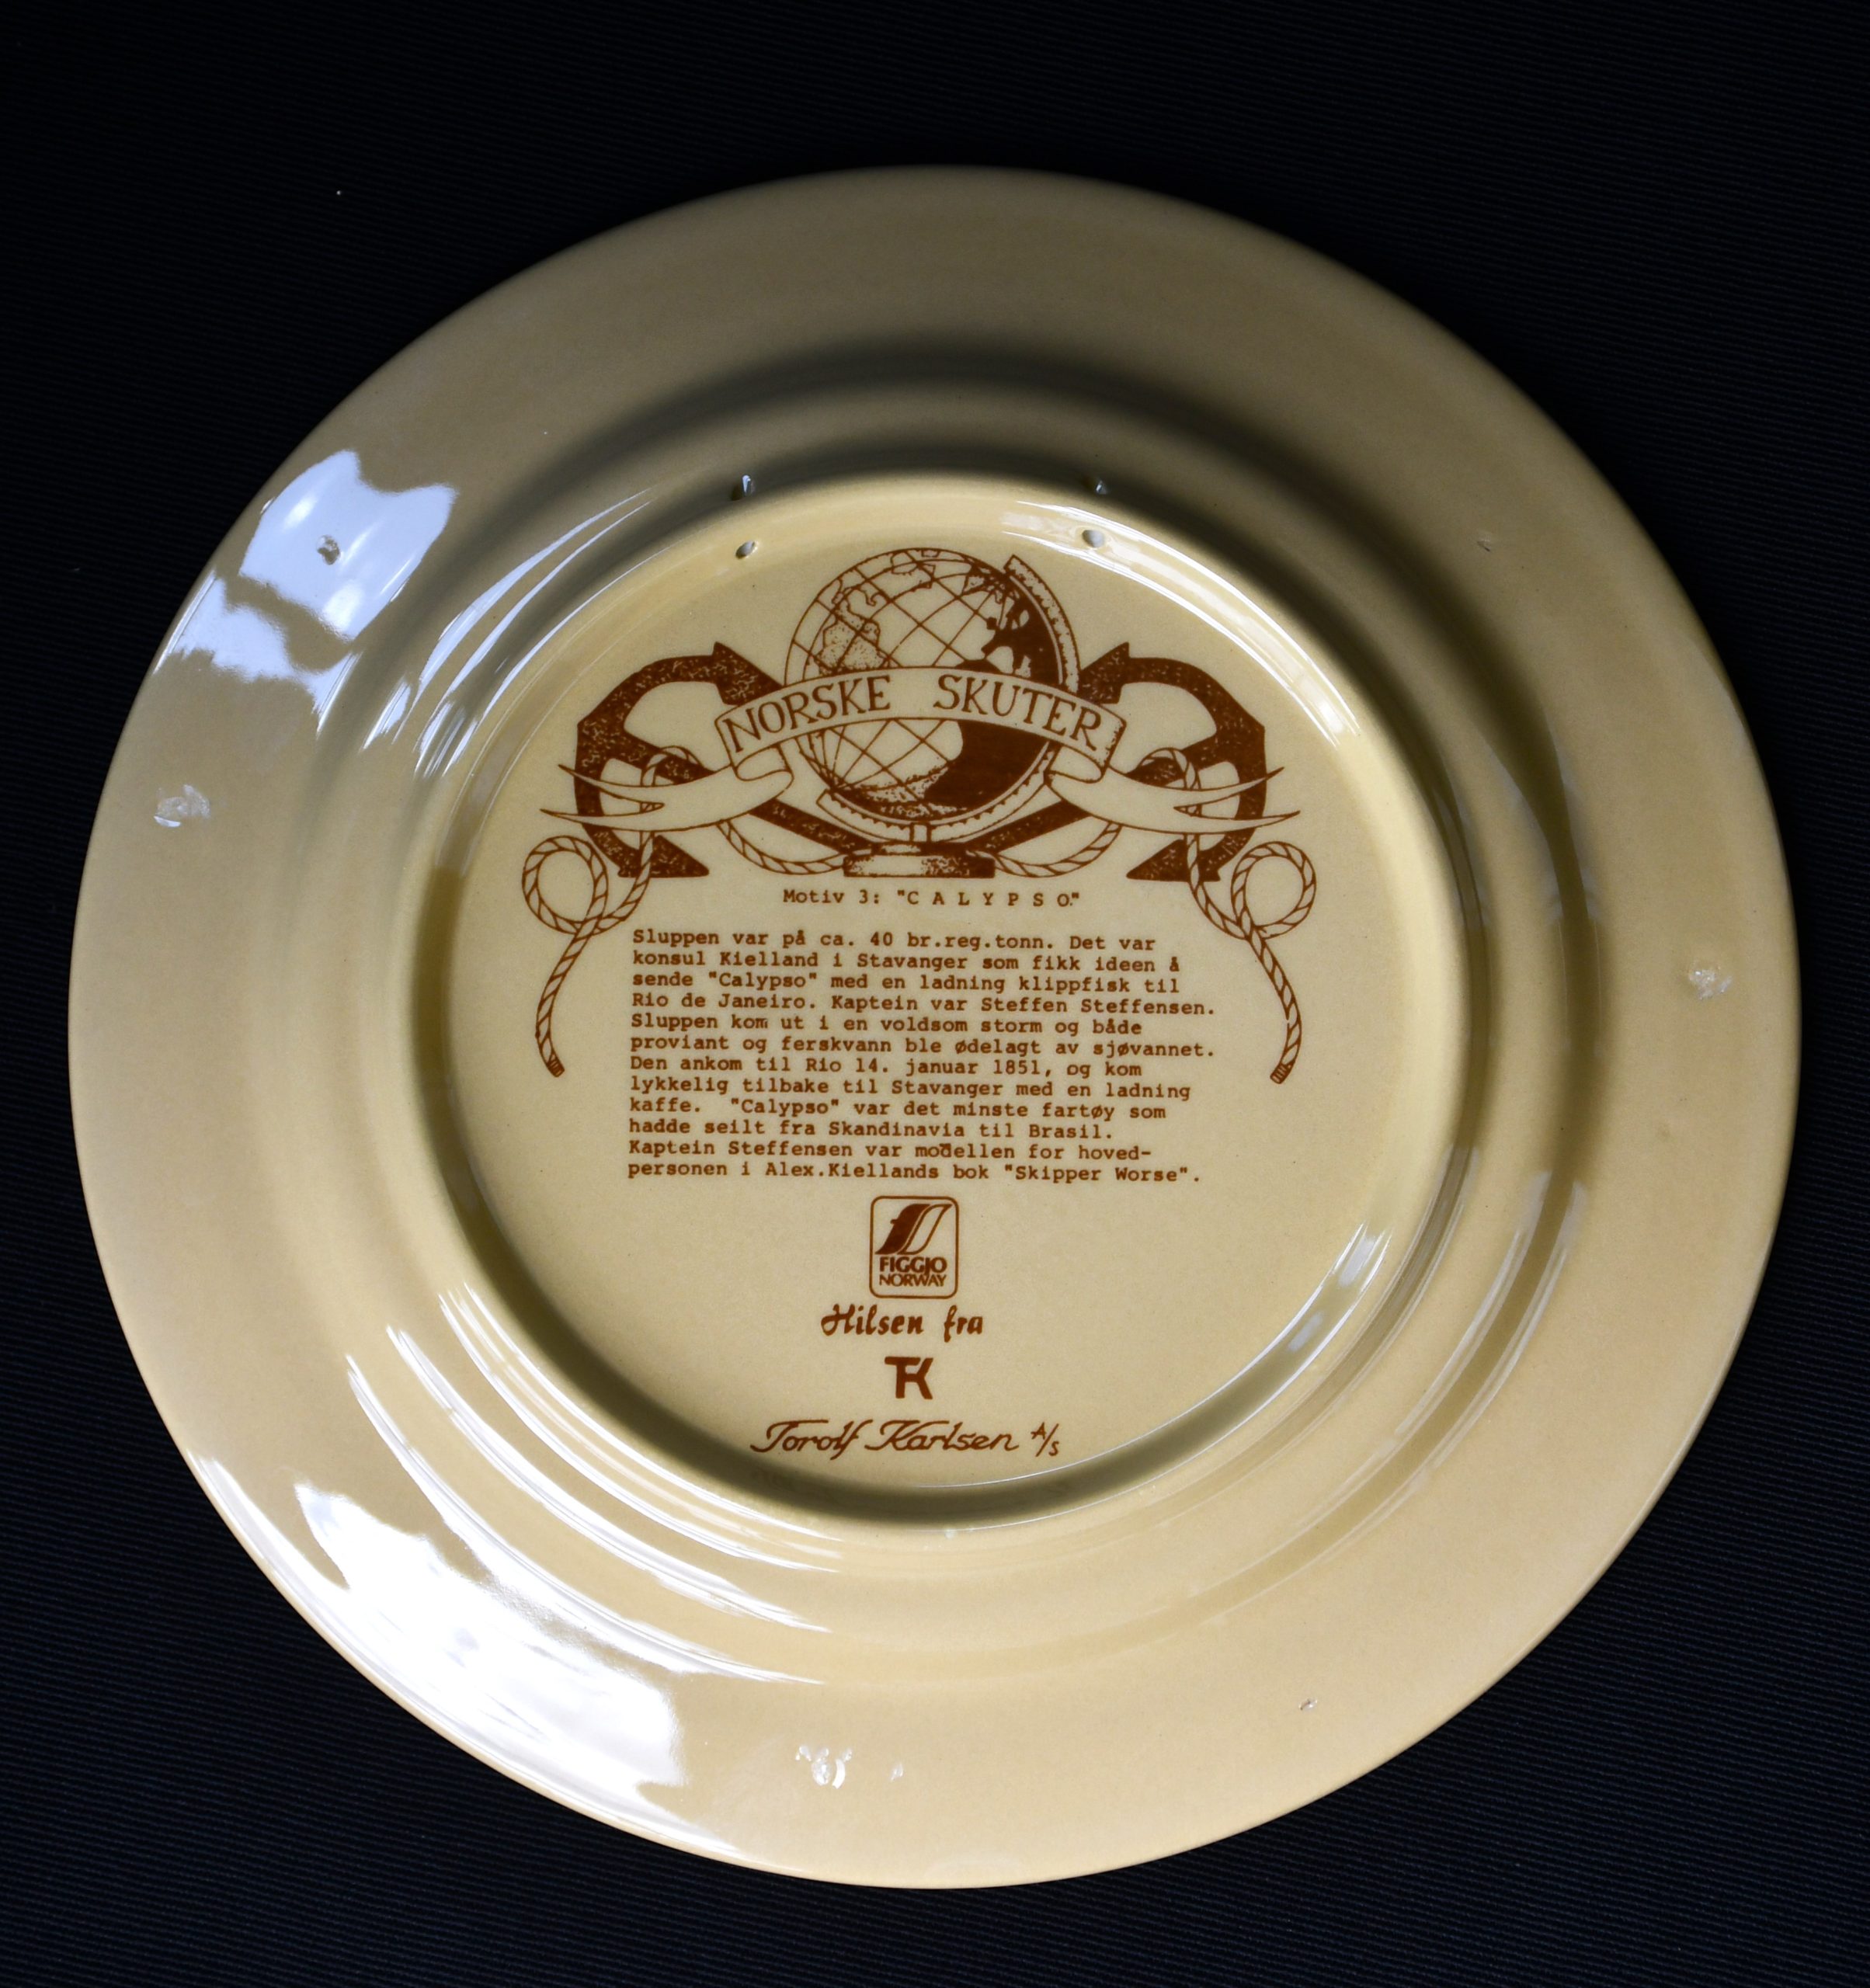 NORSKE SKUTER
Motiv 3: "C A L Y P S O."
Sluppen var på ca. 40 br.reg.tonn. Det var
konsul Kielland i Stavanger som fikk ideen å
sende "Calypso" med en ladning klippfisk til
Rio de Janeiro. Kaptein var Steffen Steffensen.
Sluppen kom ut i en voldsom storm og både
proviant og ferskvann ble ødelagt av sjøvannet.
Den ankom til Rio 14. januar 1851, og kom
lykkelig tilbake til Stavanger med en ladning
kaffe. "Calypso" var det minste fartøy som
hadde seilt fra Skandinavia til Brasil.
Kaptein Steffensen var modellen for hoved-
personen i Alex.Kiellands bok "Skipper Worse".
FIGGJO
NORWAY
Hilsen fra
TK
Torolf Karlsen A/S